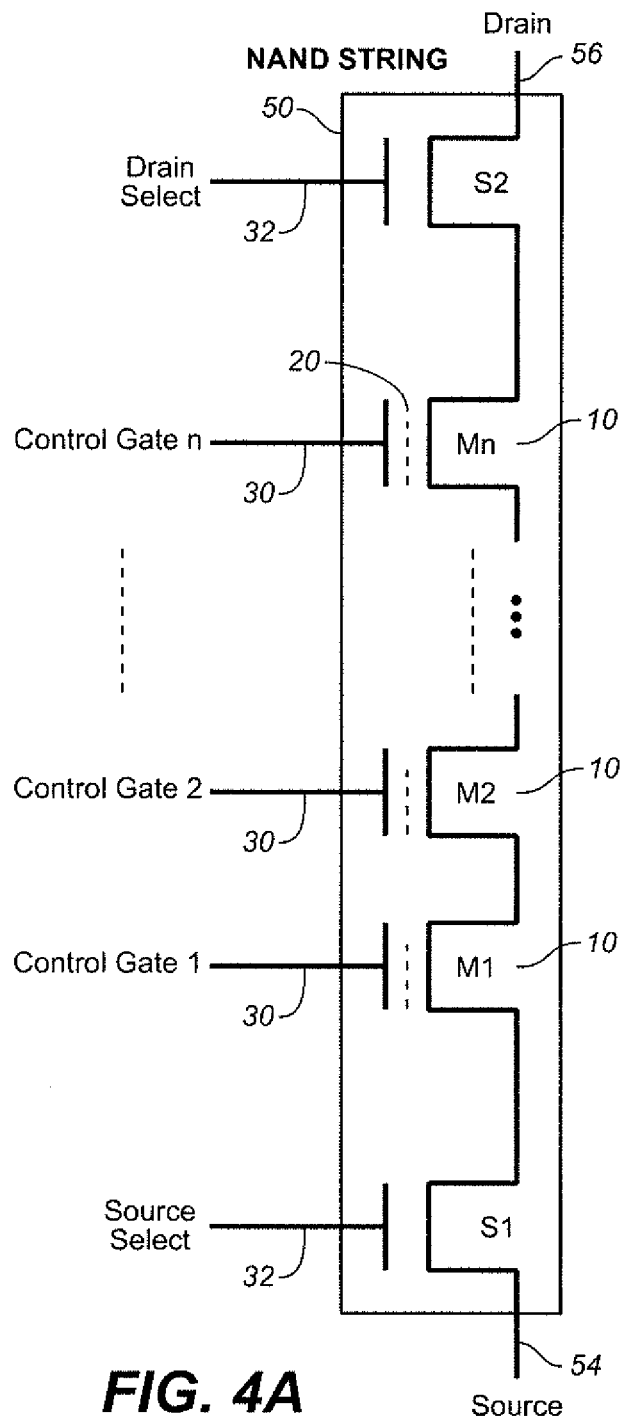 Drain
56
NAND STRING
50
Drain
Select
32
S2
20
Control Gate n
30
Mn
10
Control Gate 2
30
M2
10
Control Gate 1
30
M1
10
Source
Select
32
S1
54
Source
FIG. 4A